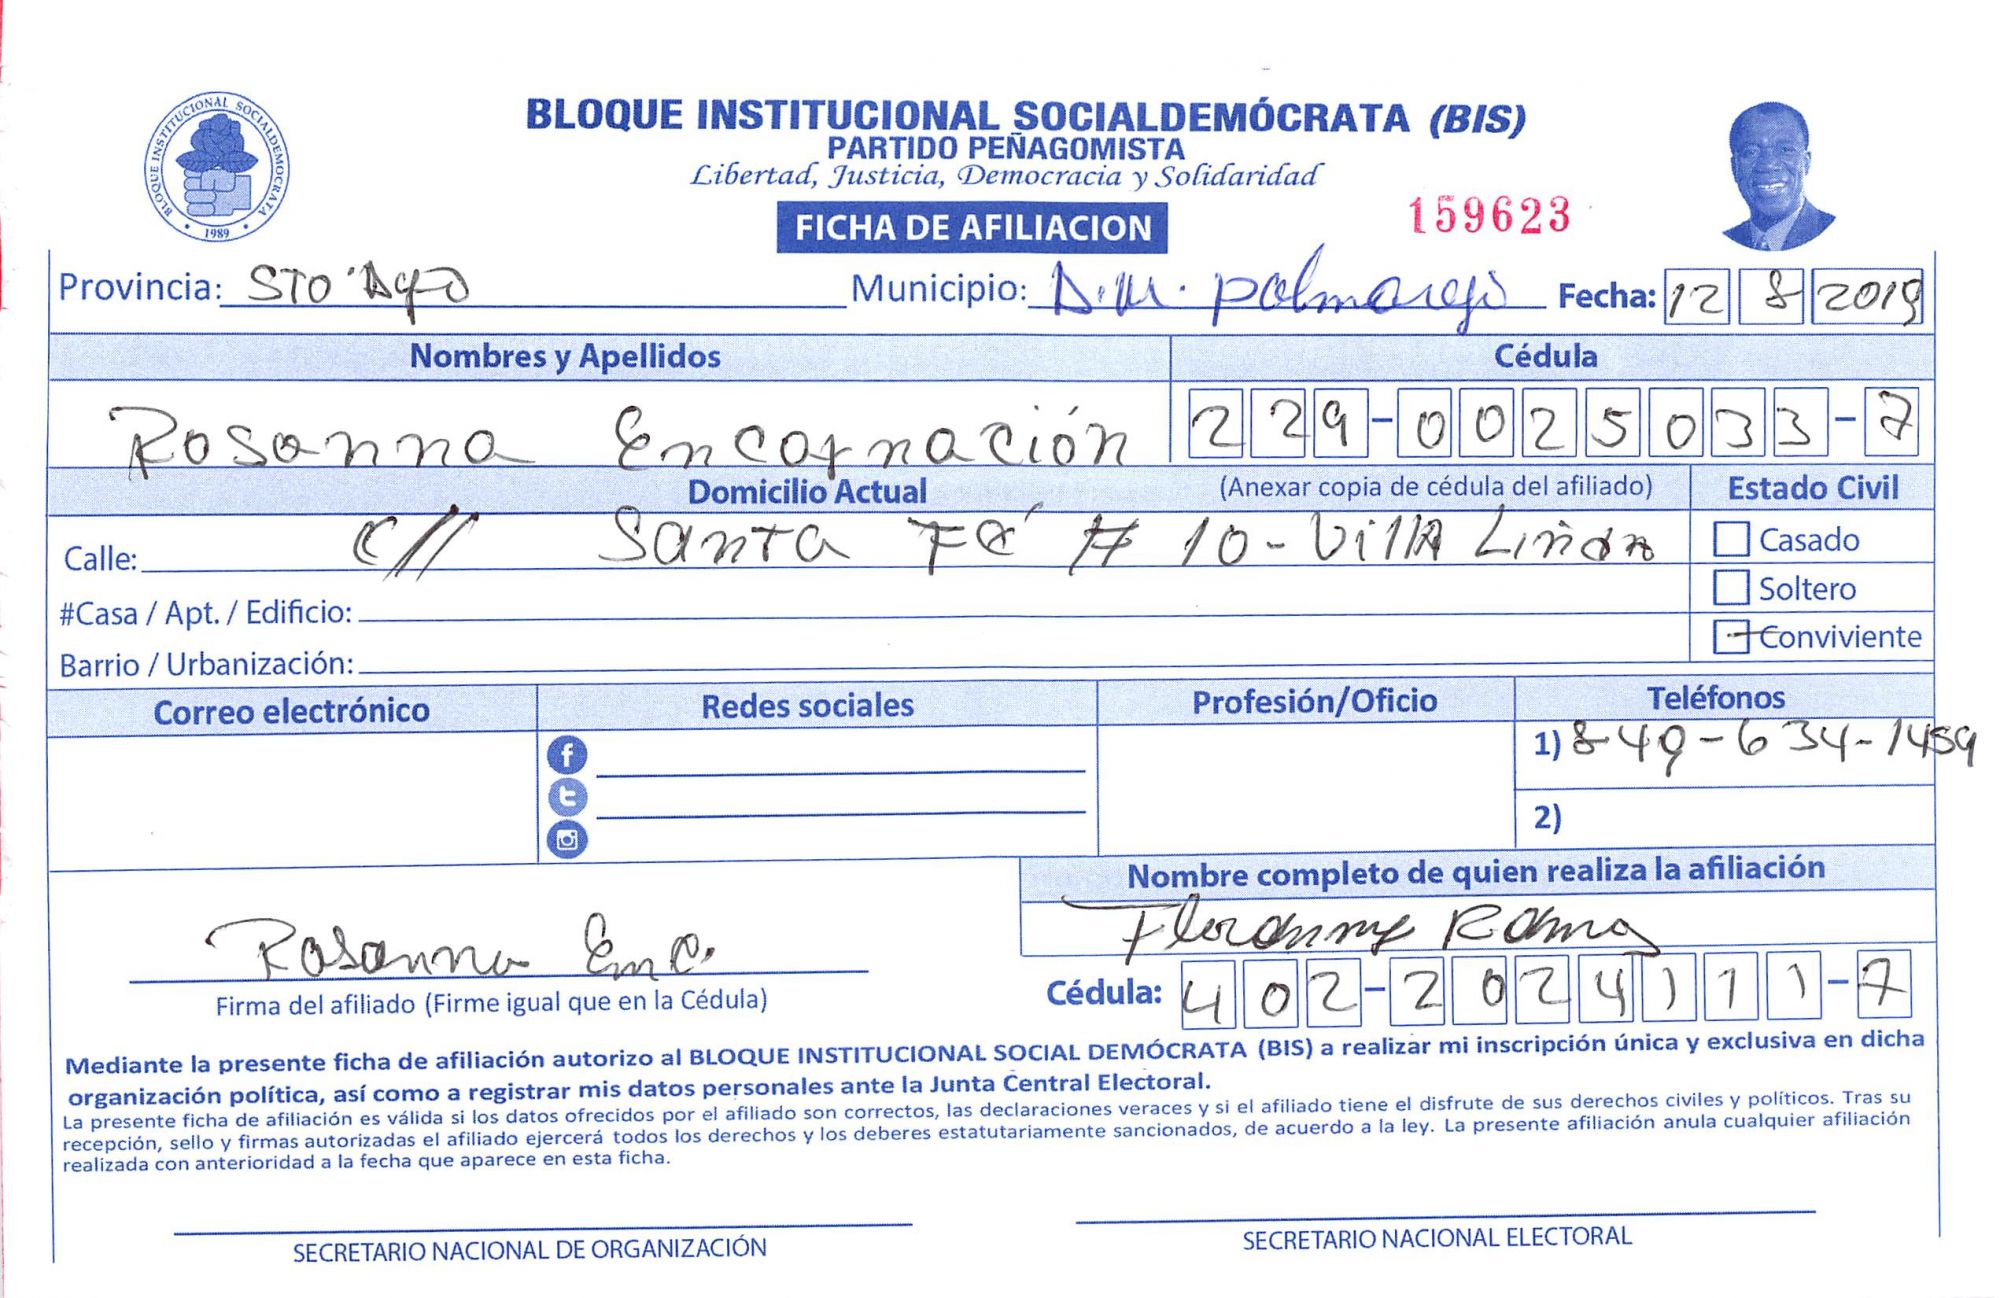 BLOQUE INSTITUCIONAL SOCIALDEMÓCRATA (BIS)
PARTIDO PEÑAGOMISTA
Libertad, Justicia, Democracia y Solidaridad
BLOQUE INSTITUCIONAL SOCIALDEMOCRATA
• 1989 •
FICHA DE AFILIACION
159623
Provincia: STO Dgo Municipio: D.M. palmarejo Fecha: 12 8 2019
Nombres y Apellidos Cédula
Rosanna Encarnación 229-0025033-7
Domicilio Actual (Anexar copia de cédula del afiliado) Estado Civil
Calle: C// Santa Fé # 10 - Villa Casado
#Casa / Apt. / Edificio: Soltero
Barrio / Urbanización: Conviviente
Correo electrónico Redes sociales Profesión/Oficio Teléfonos
1) 849-634-1459
2)
Nombre completo de quien realiza la afiliación
Rosanna Enc.
Firma del afiliado (Firme igual que en la Cédula)
Cédula: 402-2024111-7
Mediante la presente ficha de afiliación autorizo al BLOQUE INSTITUCIONAL SOCIAL DEMÓCRATA (BIS) a realizar mi inscripción única y exclusiva en dicha
organización política, así como a registrar mis datos personales ante la Junta Central Electoral.
La presente ficha de afiliación es válida si los datos ofrecidos por el afiliado son correctos, las declaraciones veraces y si el afiliado tiene el disfrute de sus derechos civiles y políticos. Tras su
recepción, sello y firmas autorizadas el afiliado ejercerá todos los derechos y los deberes estatutariamente sancionados, de acuerdo a la ley. La presente afiliación anula cualquier afiliación
realizada con anterioridad a la fecha que aparece en esta ficha.
SECRETARIO NACIONAL DE ORGANIZACIÓN SECRETARIO NACIONAL ELECTORAL